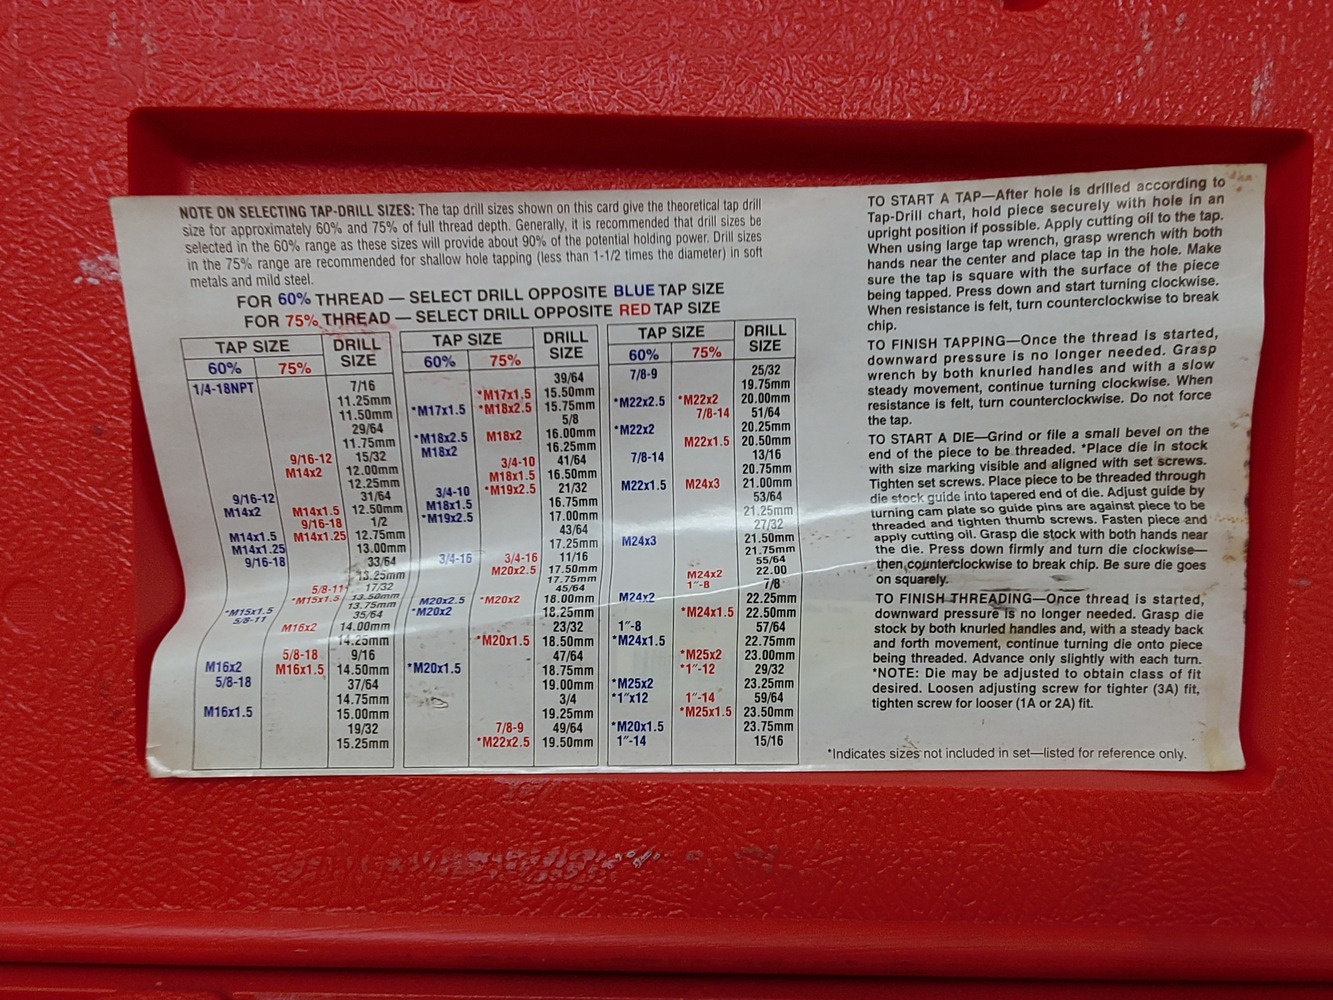 NOTE ON SELECTING TAP-DRILL SIZES: The tap drill sizes shown on this card give the theoretical tap drill
size for approximately 60% and 75% of full thread depth. Generally, it is recommended that drill sizes be
selected in the 60% range as these sizes will provide about 90% of the potential holding power. Drill sizes
in the 75% range are recommended for shallow hole tapping (less than 1-1/2 times the diameter) in soft
metals and mild steel.
FOR 60% THREAD — SELECT DRILL OPPOSITE BLUE TAP SIZE
FOR 75% THREAD — SELECT DRILL OPPOSITE RED TAP SIZE
TAP SIZE DRILL SIZE
60% 75%
1/4-18NPT 7/16
11.25mm
11.50mm
29/64
11.75mm
9/16-12 15/32
M14x2 12.00mm
12.25mm
9/16-12 31/64
M14x2 M14x1.5 12.50mm
9/16-18 1/2
M14x1.5 M14x1.25 12.75mm
M14x1.25 13.00mm
9/16-18 33/64
13.25mm
5/8-11 17/32
*M15x1.5 13.50mm
*M15x1.5 13.75mm
5/8-11 35/64
M16x2 14.00mm
14.25mm
5/8-18 9/16
M16x2 M16x1.5 14.50mm
5/8-18 37/64
14.75mm
M16x1.5 15.00mm
19/32
15.25mm
TAP SIZE DRILL SIZE
60% 75%
39/64
*M17x1.5 15.50mm
*M17x1.5 *M18x2.5 15.75mm
5/8
*M18x2.5 M18x2 16.00mm
M18x2 16.25mm
3/4-10 41/64
M18x1.5 16.50mm
3/4-10 *M19x2.5 21/32
M18x1.5 16.75mm
*M19x2.5 17.00mm
43/64
17.25mm
3/4-16 3/4-16 11/16
M20x2.5 17.50mm
17.75mm
45/64
M20x2.5 *M20x2 18.00mm
*M20x2 18.25mm
23/32
*M20x1.5 18.50mm
47/64
*M20x1.5 18.75mm
19.00mm
3/4
19.25mm
7/8-9 49/64
*M22x2.5 19.50mm
TAP SIZE DRILL SIZE
60% 75%
7/8-9 25/32
19.75mm
*M22x2.5 *M22x2 20.00mm
7/8-14 51/64
*M22x2 20.25mm
M22x1.5 20.50mm
7/8-14 13/16
20.75mm
M22x1.5 M24x3 21.00mm
53/64
21.25mm
27/32
M24x3 21.50mm
21.75mm
55/64
M24x2 22.00
1"-8 7/8
M24x2 22.25mm
*M24x1.5 22.50mm
1"-8 57/64
*M24x1.5 22.75mm
*M25x2 23.00mm
*1"-12 29/32
*M25x2 23.25mm
*1"x12 1"-14 59/64
*M25x1.5 23.50mm
*M20x1.5 23.75mm
1"-14 15/16
TO START A TAP—After hole is drilled according to
Tap-Drill chart, hold piece securely with hole in an
upright position if possible. Apply cutting oil to the tap.
When using large tap wrench, grasp wrench with both
hands near the center and place tap in the hole. Make
sure the tap is square with the surface of the piece
being tapped. Press down and start turning clockwise.
When resistance is felt, turn counterclockwise to break
chip.
TO FINISH TAPPING—Once the thread is started,
downward pressure is no longer needed. Grasp
wrench by both knurled handles and with a slow
steady movement, continue turning clockwise. When
resistance is felt, turn counterclockwise. Do not force
the tap.
TO START A DIE—Grind or file a small bevel on the
end of the piece to be threaded. *Place die in stock
with size marking visible and aligned with set screws.
Tighten set screws. Place piece to be threaded through
die stock guide into tapered end of die. Adjust guide by
turning cam plate so guide pins are against piece to be
threaded and tighten thumb screws. Fasten piece and
apply cutting oil. Grasp die stock with both hands near
the die. Press down firmly and turn die clockwise—
then counterclockwise to break chip. Be sure die goes
on squarely.
TO FINISH THREADING—Once thread is started,
downward pressure is no longer needed. Grasp die
stock by both knurled handles and, with a steady back
and forth movement, continue turning die onto piece
being threaded. Advance only slightly with each turn.
*NOTE: Die may be adjusted to obtain class of fit
desired. Loosen adjusting screw for tighter (3A) fit,
tighten screw for looser (1A or 2A) fit.
*Indicates sizes not included in set—listed for reference only.